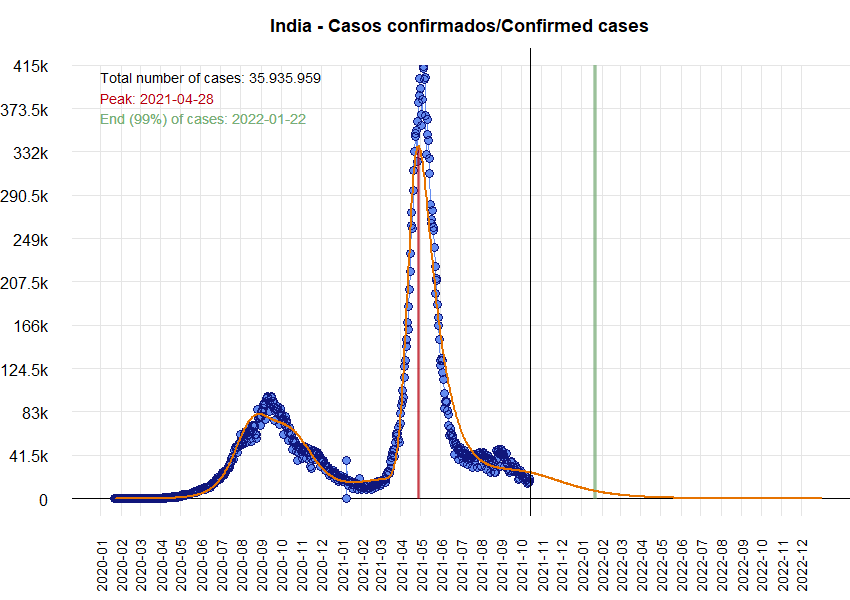 India - Casos confirmados/Confirmed cases
Total number of cases: 35.935.959
Peak: 2021-04-28
End (99%) of cases: 2022-01-22
415k
373.5k
332k
290.5k
249k
207.5k
166k
124.5k
83k
41.5k
0
2020-01
2020-02
2020-03
2020-04
2020-05
2020-06
2020-07
2020-08
2020-09
2020-10
2020-11
2020-12
2021-01
2021-02
2021-03
2021-04
2021-05
2021-06
2021-07
2021-08
2021-09
2021-10
2021-11
2021-12
2022-01
2022-02
2022-03
2022-04
2022-05
2022-06
2022-07
2022-08
2022-09
2022-10
2022-11
2022-12